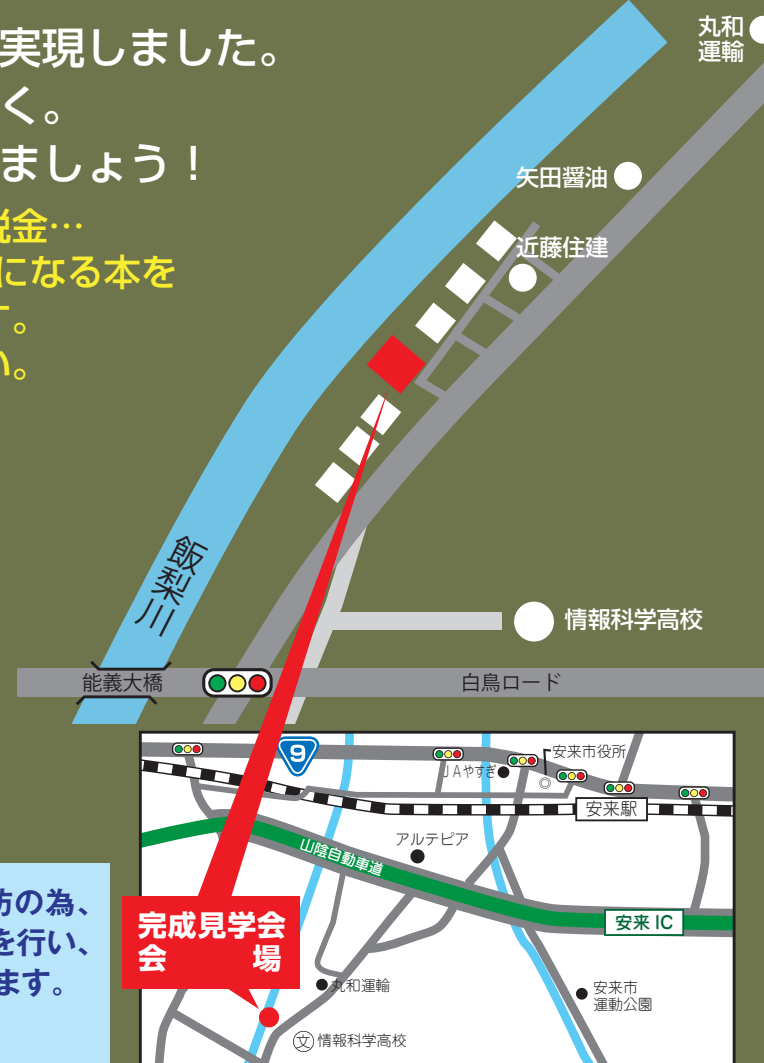 実現しました。
く。
ましょう！
税金…
になる本を
す。
い。
丸和
運輸
矢田醤油
近藤住建
飯梨川
情報科学高校
能義大橋
白鳥ロード
9
安来市役所
JAやすぎ
安来駅
アルテピア
山陰自動車道
安来 IC
防の為、
を行い、
ます。
完成見学会
会場
丸和運輸
安来市
運動公園
文 情報科学高校